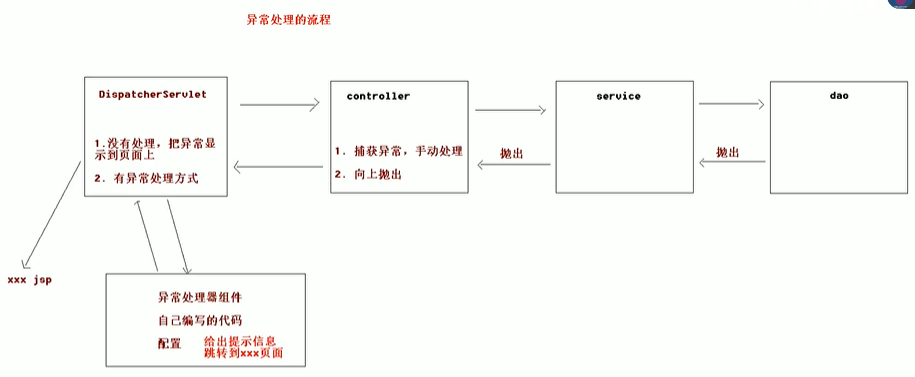 异常处理的流程
DispatcherServlet
1.没有处理，把异常显
示到页面上
2. 有异常处理方式
controller
1. 捕获异常，手动处理
2. 向上抛出
抛出
service
抛出
dao
xxx jsp
异常处理器组件
自己编写的代码
配置 给出提示信息
跳转到xxx页面